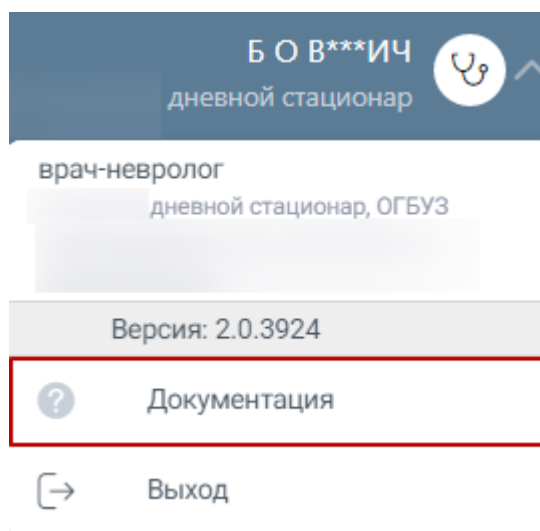 Б О В***ИЧ
дневной стационар
врач-невролог
дневной стационар, ОГБУЗ
Версия: 2.0.3924
Документация
Выход